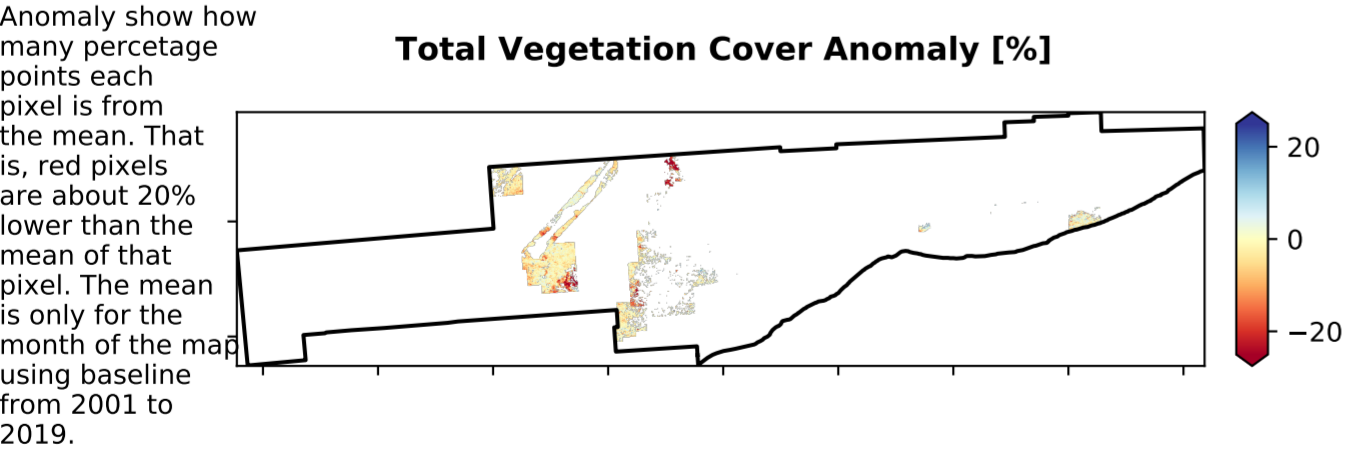 Anomaly show how
many percetage
points each
pixel is from
the mean. That
is, red pixels
are about 20%
lower than the
mean of that
pixel. The mean
is only for the
month of the map
using baseline
from 2001 to
2019.
Total Vegetation Cover Anomaly [%]
20
0
−20